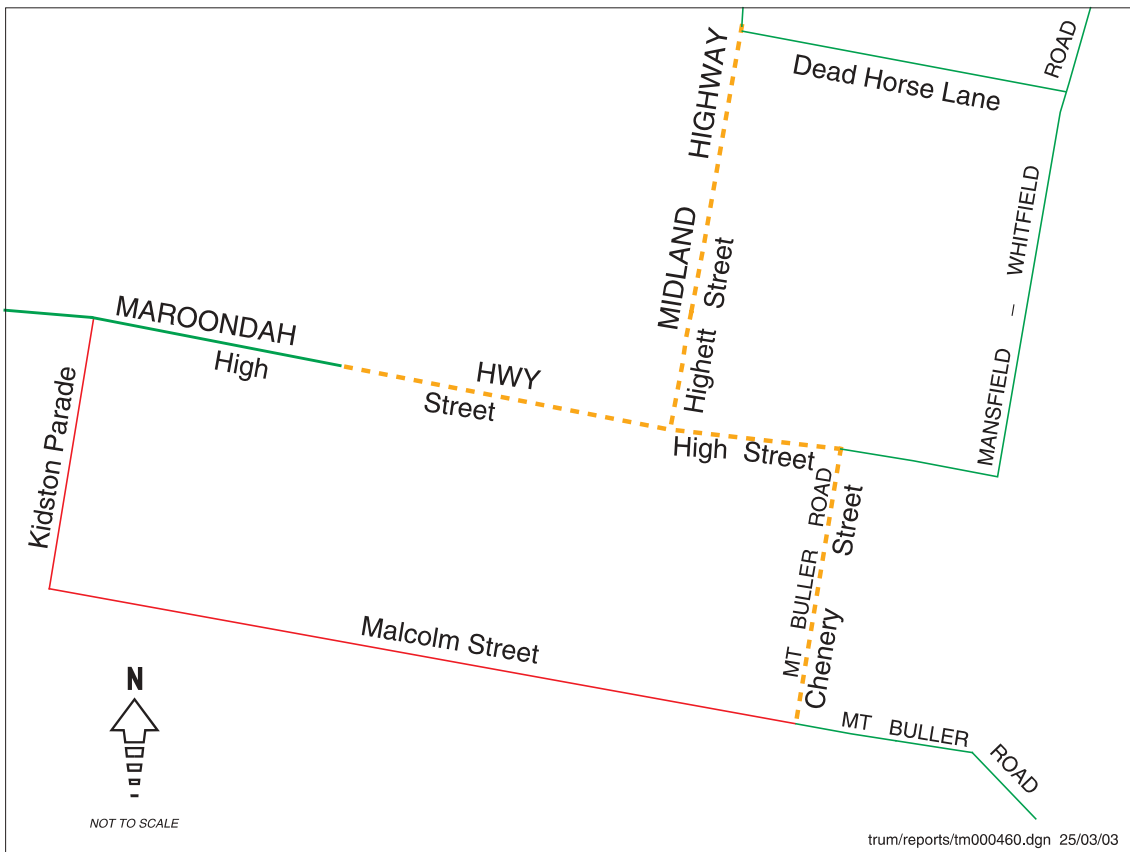 ROAD
HIGHWAY
Dead Horse Lane
MIDLAND
Highett Street
MANSFIELD – WHITFIELD
MAROONDAH
HWY
High
Street
High Street
Kidston Parade
MT BULLER ROAD
Chenery Street
Malcolm Street
MT BULLER ROAD
N
NOT TO SCALE
trum/reports/tm000460.dgn 25/03/03